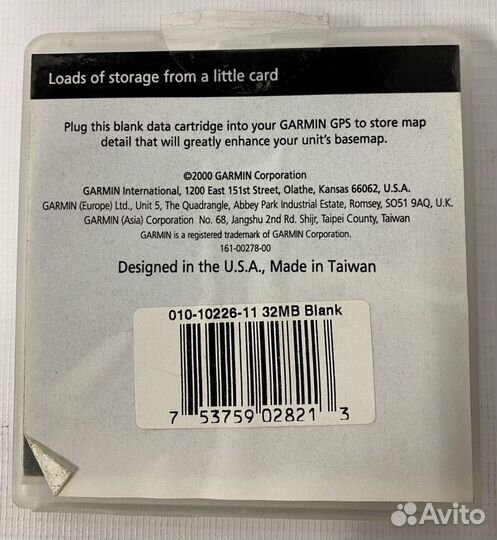 Loads of storage from a little card
Plug this blank data cartridge into your GARMIN GPS to store map
detail that will greatly enhance your unit's basemap.
©2000 GARMIN Corporation
GARMIN International, 1200 East 151st Street, Olathe, Kansas 66062, U.S.A.
GARMIN (Europe) Ltd., Unit 5, The Quadrangle, Abbey Park Industrial Estate, Romsey, SO51 9AQ, U.K.
GARMIN (Asia) Corporation No. 68, Jangshu 2nd Rd. Shijr, Taipei County, Taiwan
GARMIN is a registered trademark of GARMIN Corporation.
161-00278-00
Designed in the U.S.A., Made in Taiwan
010-10226-11 32MB Blank
7 53759 02821 3
Avito